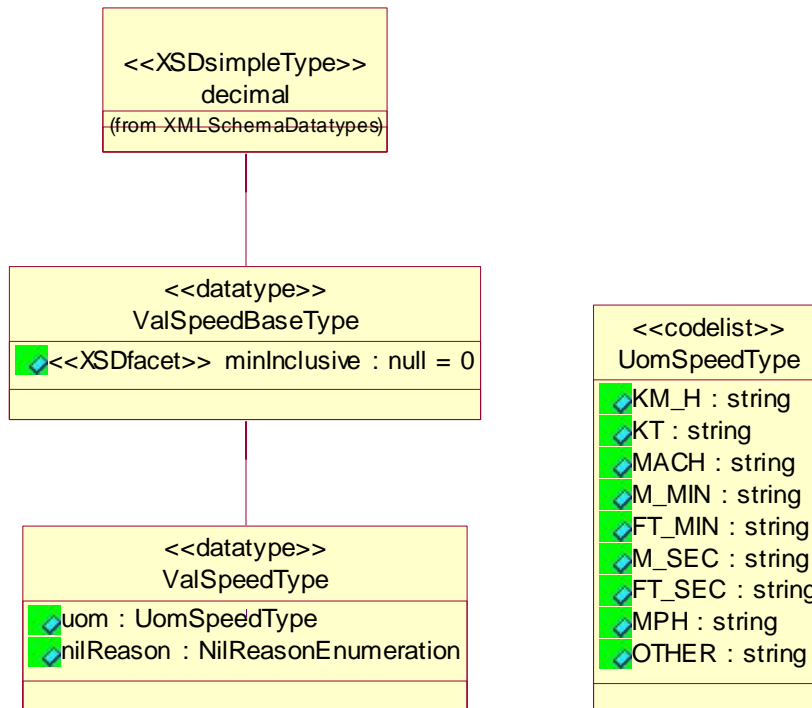 <<XSDsimpleType>>
decimal
(from XMLSchemaDatatypes)
<<datatype>>
ValSpeedBaseType
<<XSDfacet>> minInclusive : null = 0
<<datatype>>
ValSpeedType
uom : UomSpeedType
nilReason : NilReasonEnumeration
<<codelist>>
UomSpeedType
KM_H : string
KT : string
MACH : string
M_MIN : string
FT_MIN : string
M_SEC : string
FT_SEC : string
MPH : string
OTHER : string